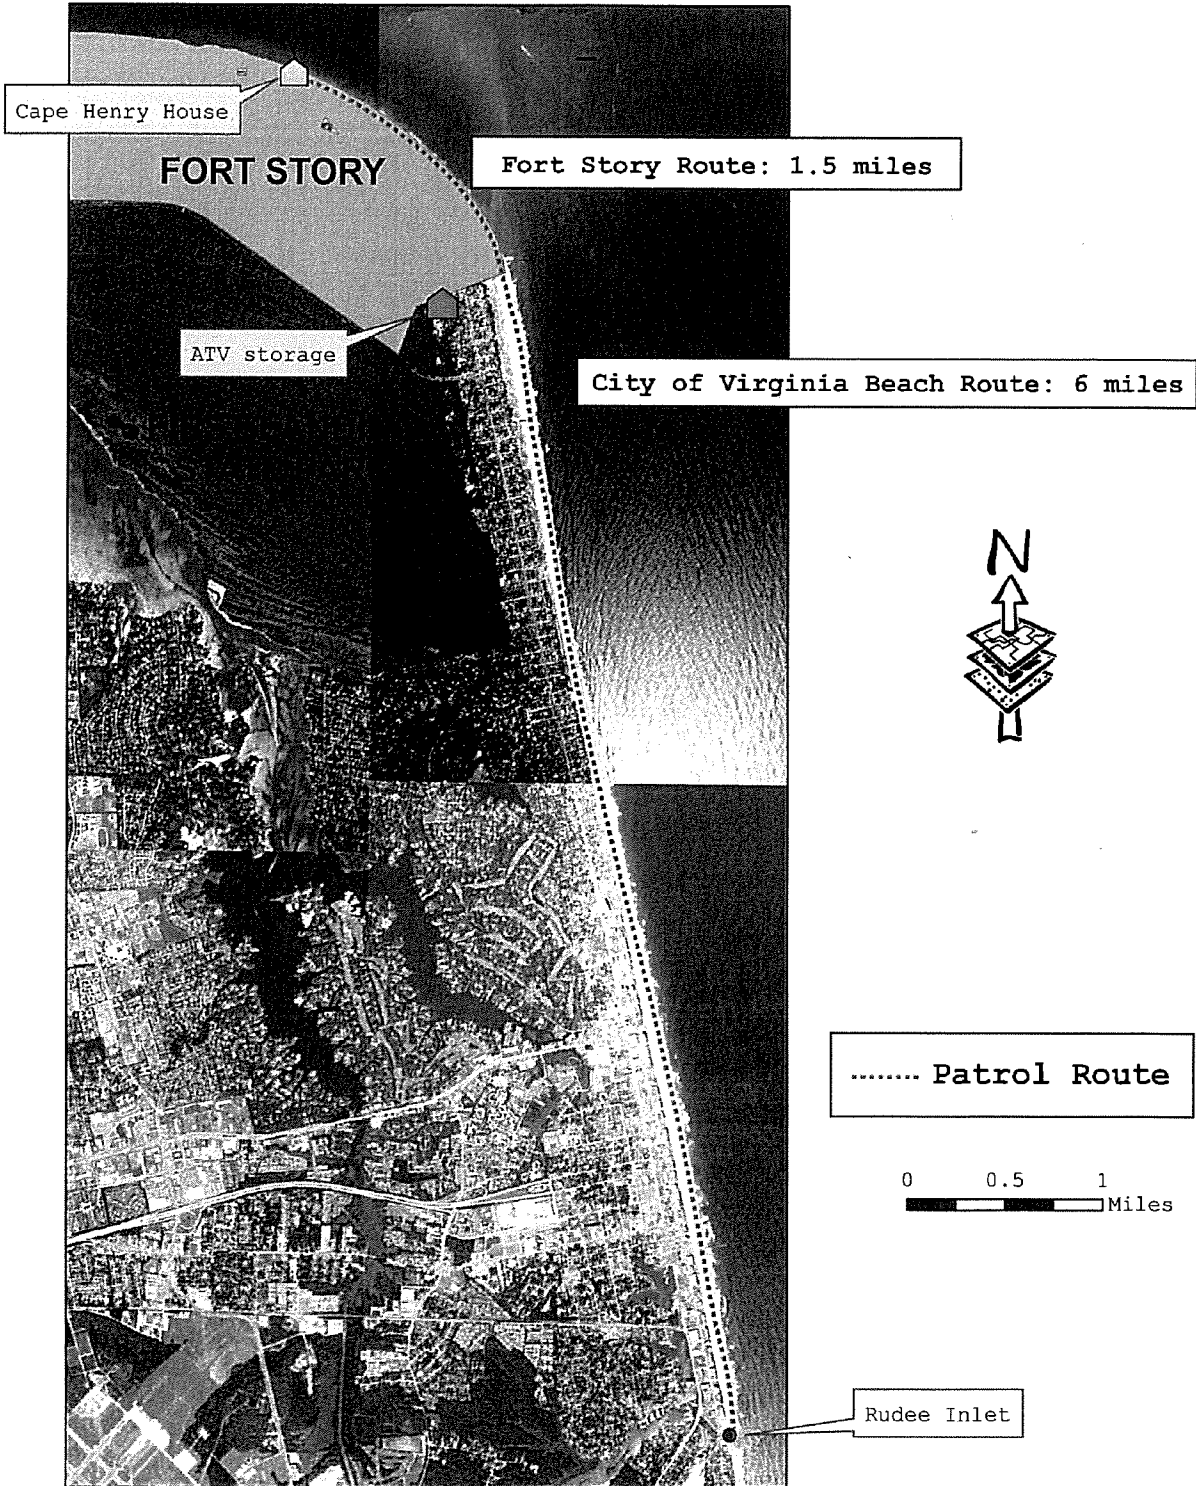 Cape Henry House
FORT STORY
Fort Story Route: 1.5 miles
ATV storage
City of Virginia Beach Route: 6 miles
N
Patrol Route
0 0.5 1
Miles
Rudee Inlet